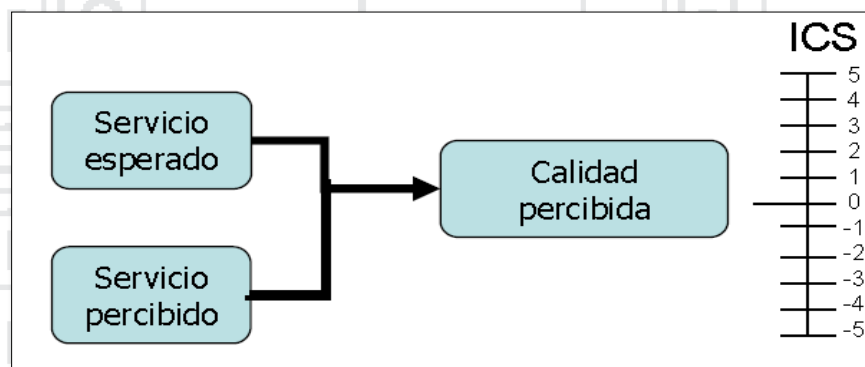 ICS
Servicio
esperado
Servicio
percibido
Calidad
percibida
5
4
3
2
1
0
-1
-2
-3
-4
-5